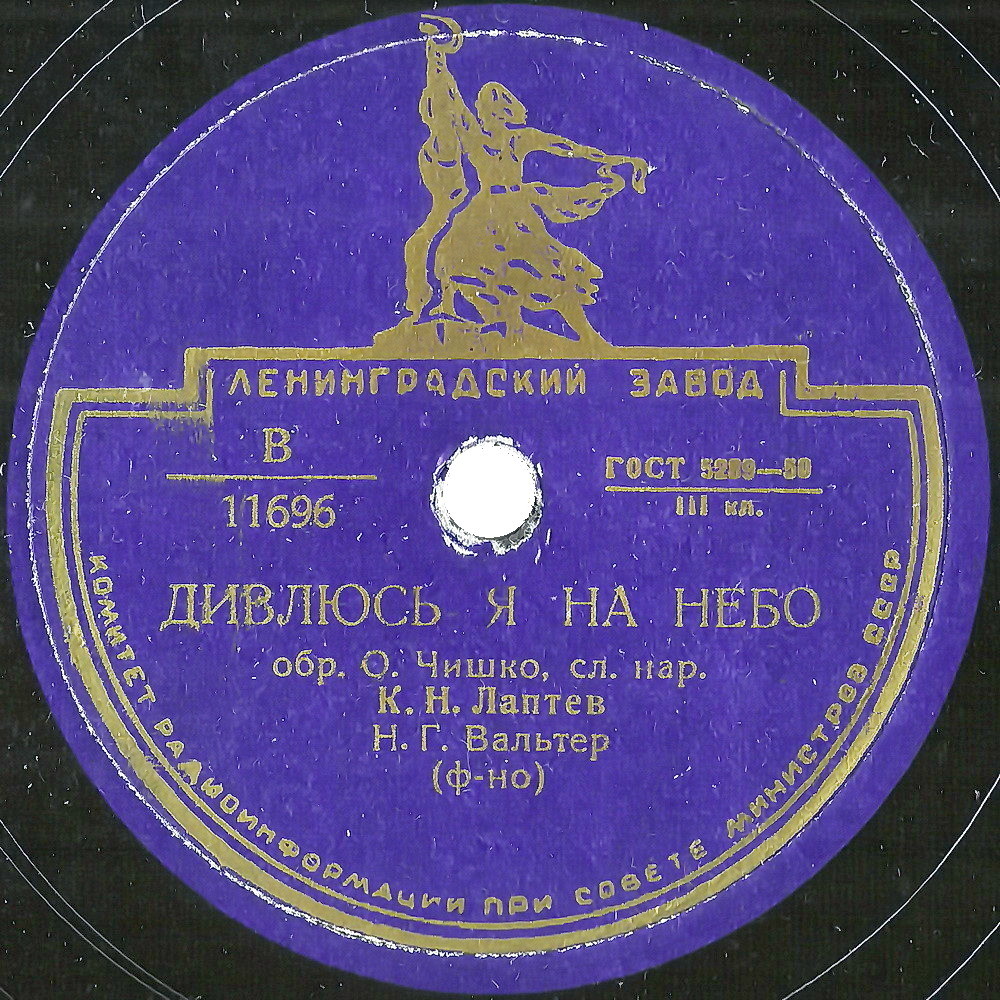 ЛЕНИНГРАДСКИЙ ЗАВОД
В
11696
ГОСТ 5289—50
III кл.
ДИВЛЮСЬ Я НА НЕБО
обр. О. Чишко, сл. нар.
К. Н. Лаптев
Н. Г. Вальтер
(ф-но)
КОМИТЕТ РАДИОИНФОРМАЦИИ ПРИ СОВЕТЕ МИНИСТРОВ СССР